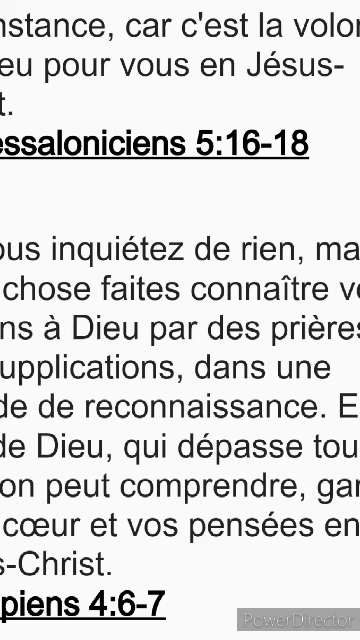 nstance, car c'est la volon
eu pour vous en Jésus-
t.
essaloniciens 5:16-18
ous inquiétez de rien, ma
chose faites connaître v
ns à Dieu par des prières
upplications, dans une
de de reconnaissance. E
de Dieu, qui dépasse tou
on peut comprendre, gar
cœur et vos pensées en
s-Christ.
piens 4:6-7
PowerDirector